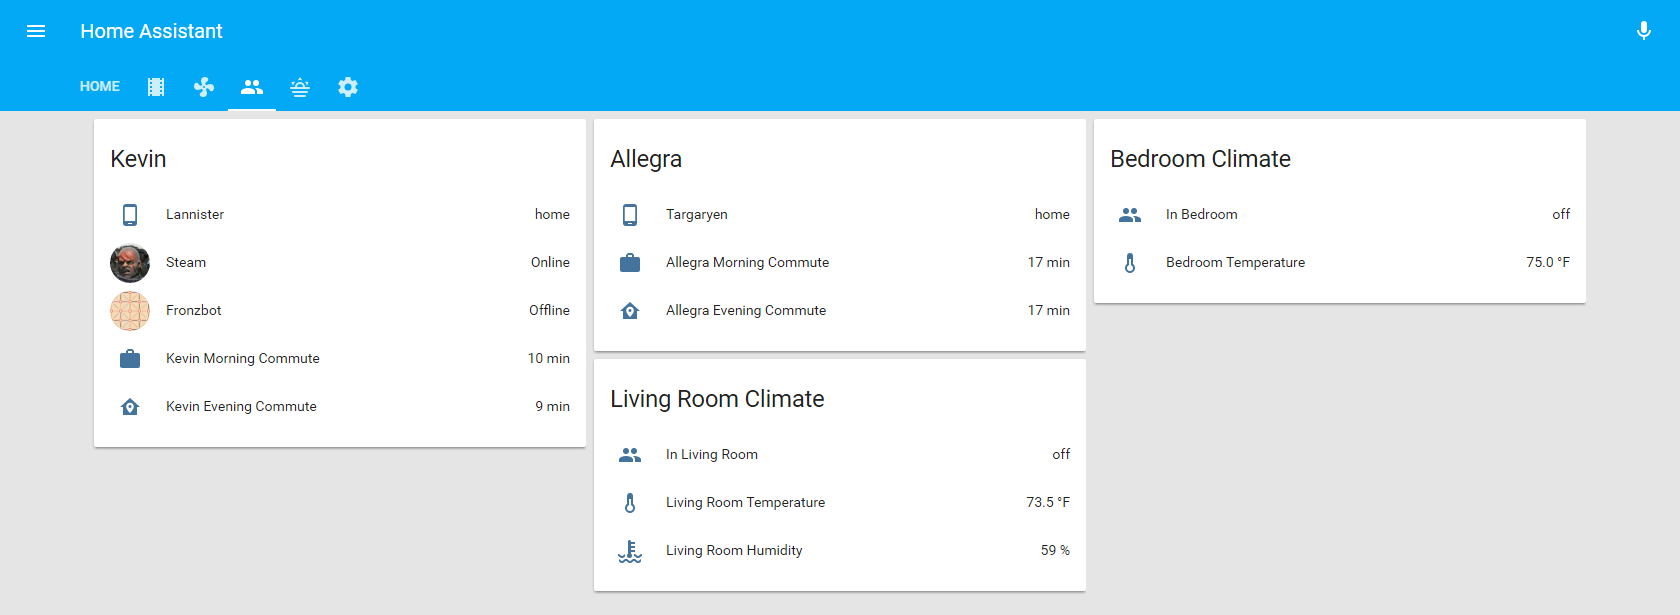 Home Assistant
HOME
Kevin
Lannister home
Steam Online
Fronzbot Offline
Kevin Morning Commute 10 min
Kevin Evening Commute 9 min
Allegra
Targaryen home
Allegra Morning Commute 17 min
Allegra Evening Commute 17 min
Living Room Climate
In Living Room off
Living Room Temperature 73.5 °F
Living Room Humidity 59 %
Bedroom Climate
In Bedroom off
Bedroom Temperature 75.0 °F